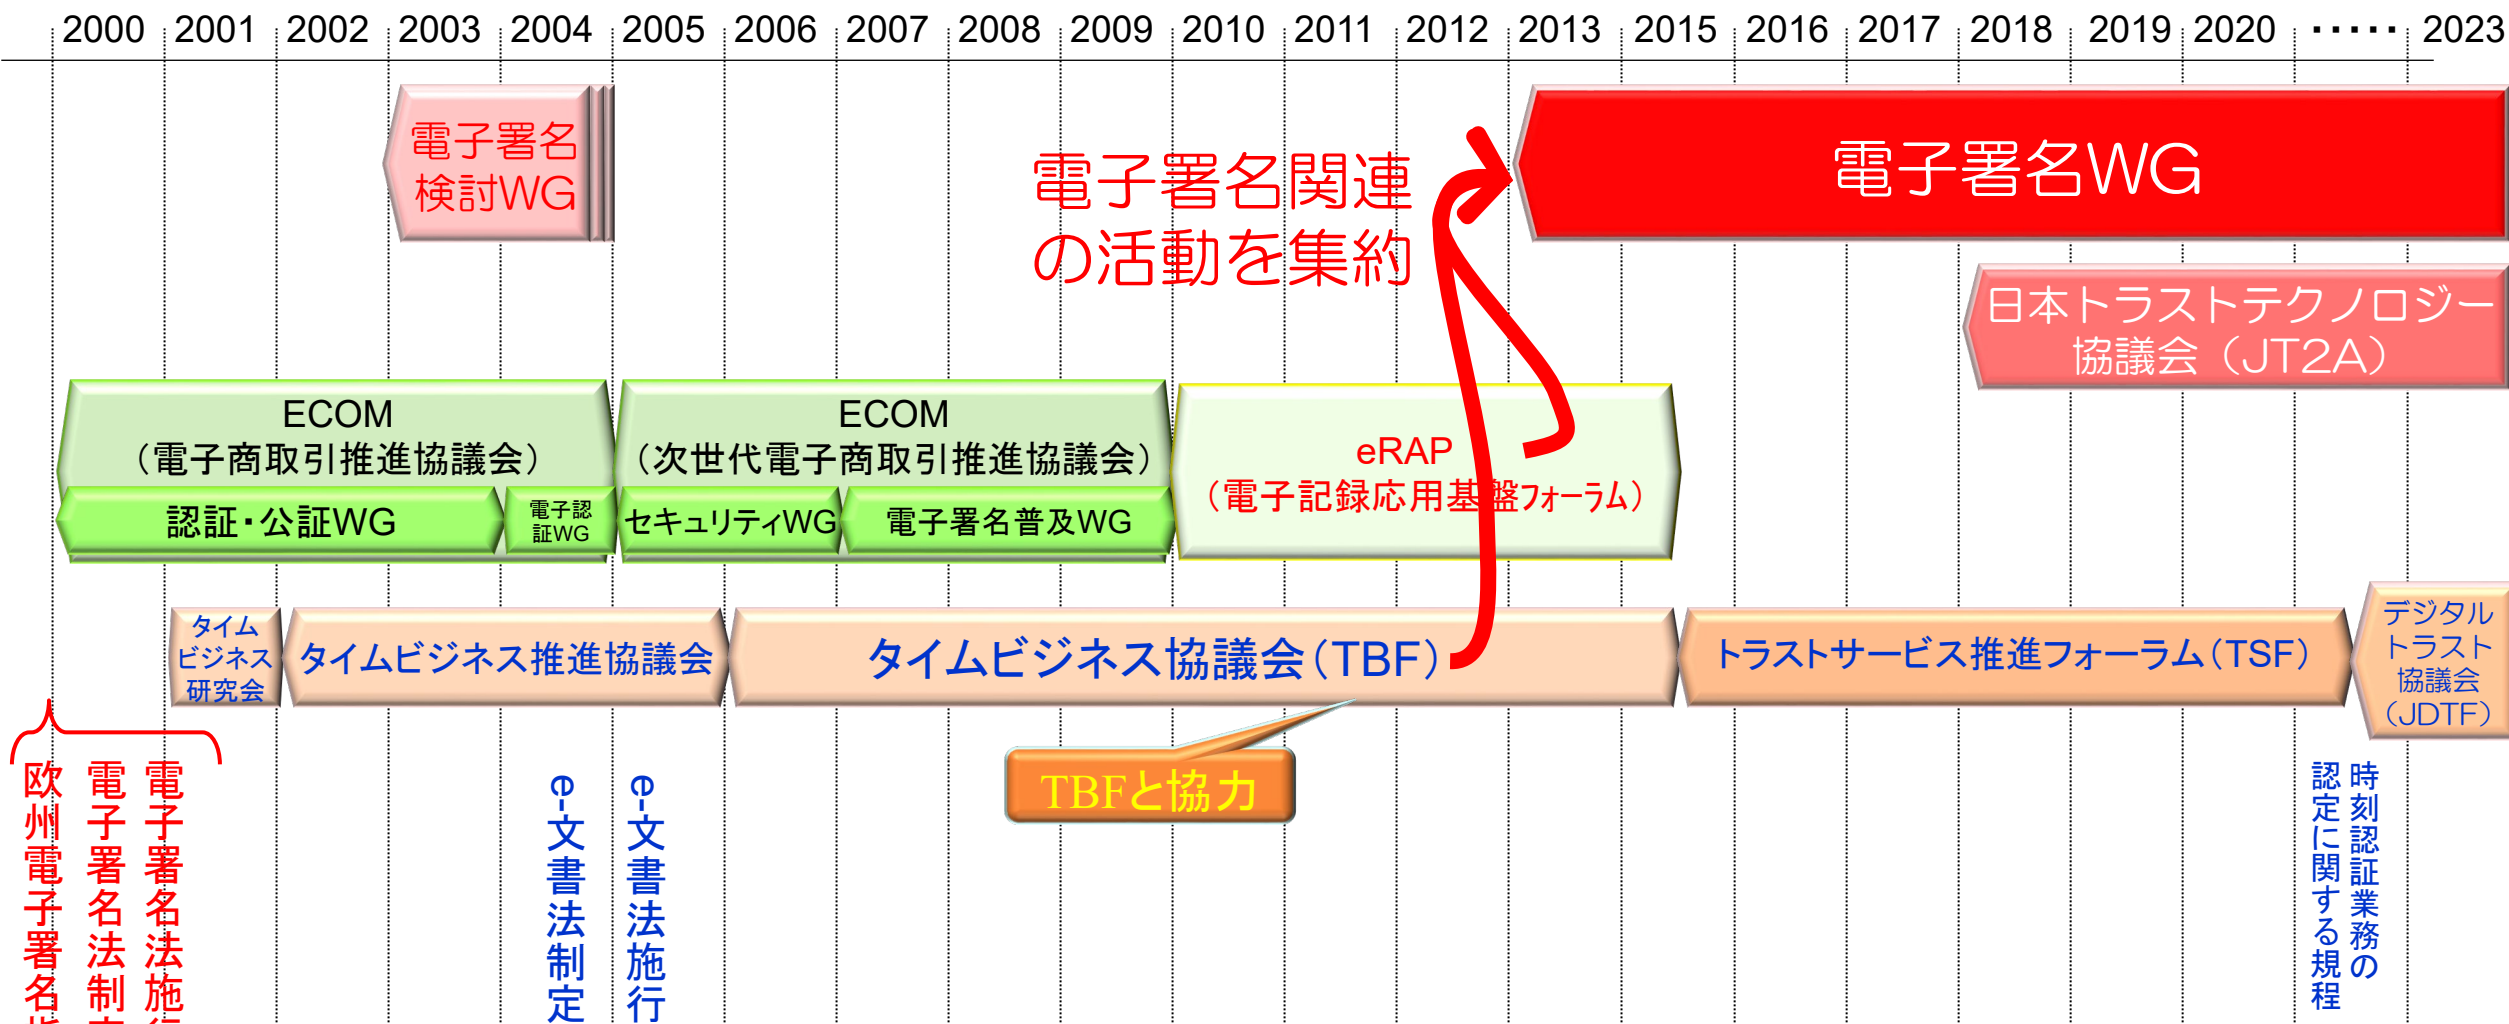 2000 2001 2002 2003 2004 2005 2006 2007 2008 2009 2010 2011 2012 2013 2015 2016 2017 2018 2019 2020 ・・・・・ 2023
電子署名
検討WG
電子署名関連
の活動を集約
電子署名WG
日本トラストテクノロジー
協議会（JT2A）
ECOM
（電子商取引推進協議会）
認証・公証WG
電子認
証WG
ECOM
（次世代電子商取引推進協議会）
セキュリティWG
電子署名普及WG
eRAP
（電子記録応用基盤フォーラム）
タイム
ビジネス
研究会
タイムビジネス推進協議会
タイムビジネス協議会（TBF）
トラストサービス推進フォーラム（TSF）
デジタル
トラスト
協議会
（JDTF）
TBFと協力
欧州電子署名
電子署名法制
電子署名法施
e-文書法制定
e-文書法施行
時刻認証業務の
認定に関する規程